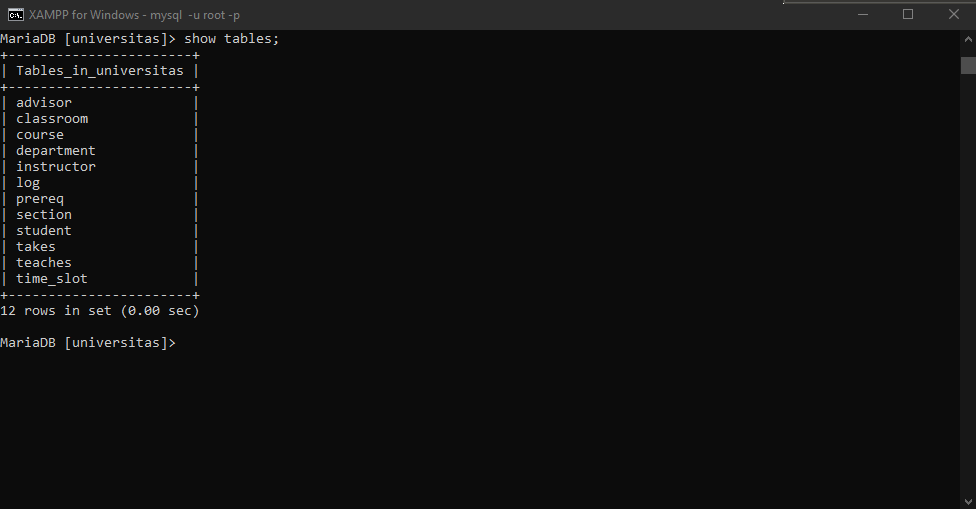 XAMPP for Windows - mysql  -u root -p
MariaDB [universitas]> show tables;
+-----------------------+
| Tables_in_universitas |
+-----------------------+
| advisor               |
| classroom             |
| course                |
| department            |
| instructor            |
| log                   |
| prereq                |
| section               |
| student               |
| takes                 |
| teaches               |
| time_slot             |
+-----------------------+
12 rows in set (0.00 sec)

MariaDB [universitas]>